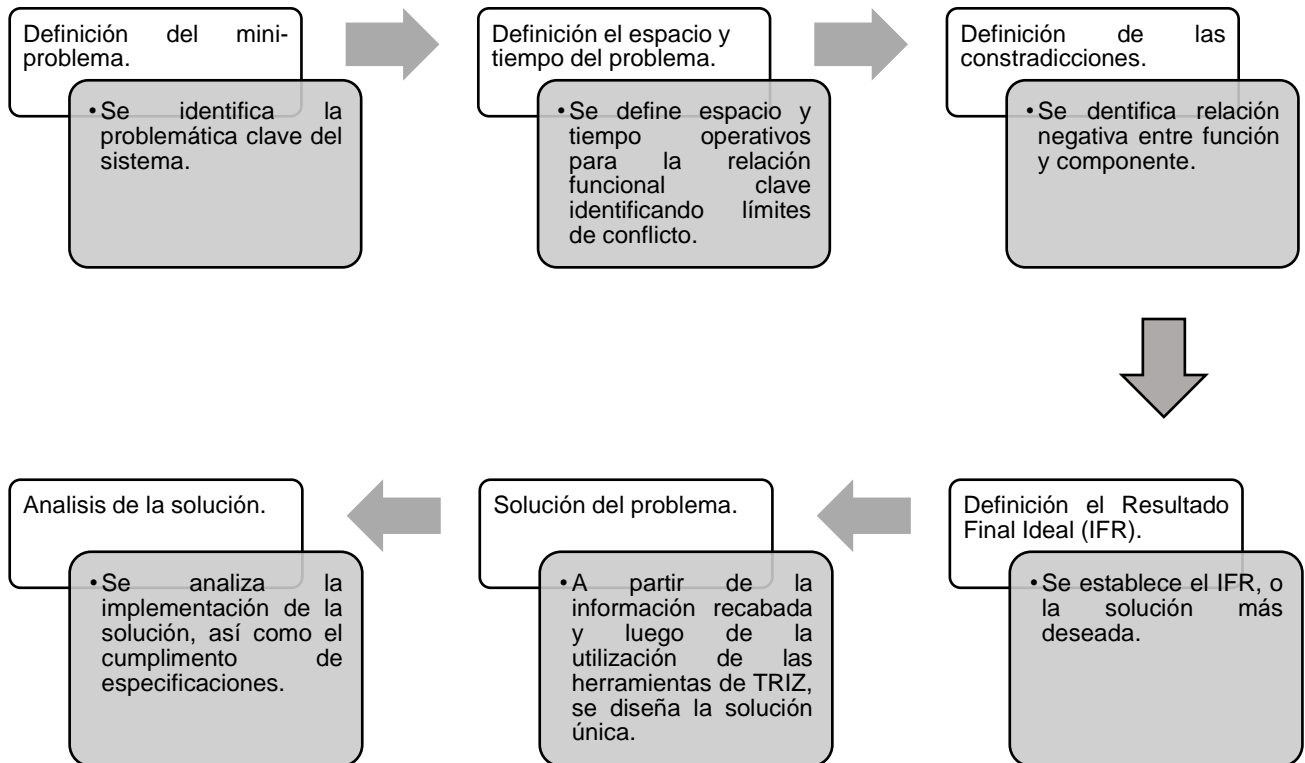 Definición del mini-
problema.
• Se identifica la
problemática clave del
sistema.
Definición el espacio y
tiempo del problema.
• Se define espacio y
tiempo operativos
para la relación
funcional clave
identificando límites
de conflicto.
Definición de las
constradicciones.
• Se dentifica relación
negativa entre función
y componente.
Definición el Resultado
Final Ideal (IFR).
• Se establece el IFR, o
la solución más
deseada.
Solución del problema.
• A partir de la
información recabada
y luego de la
utilización de las
herramientas de TRIZ,
se diseña la solución
única.
Analisis de la solución.
• Se analiza la
implementación de la
solución, así como el
cumplimento de
especificaciones.